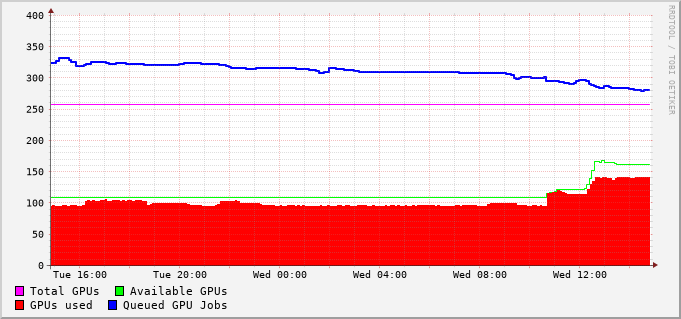 RRDTOOL / TOBI OETIKER
400
350
300
250
200
150
100
50
0
Tue 16:00 Tue 20:00 Wed 00:00 Wed 04:00 Wed 08:00 Wed 12:00
Total GPUs Available GPUs
GPUs used Queued GPU Jobs